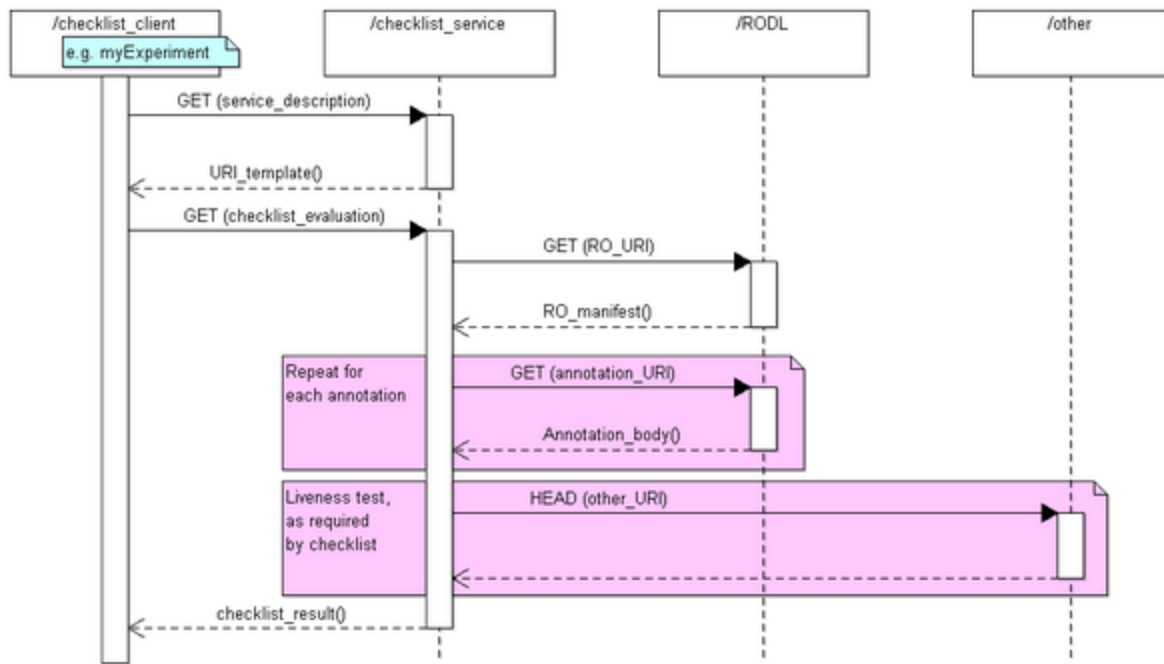 /checklist_client
/checklist_service
/RODL
/other
e.g. myExperiment
GET (service_description)
URI_template()
GET (checklist_evaluation)
GET (RO_URI)
RO_manifest()
Repeat for
each annotation
GET (annotation_URI)
Annotation_body()
Liveness test,
as required
by checklist
HEAD (other_URI)
checklist_result()